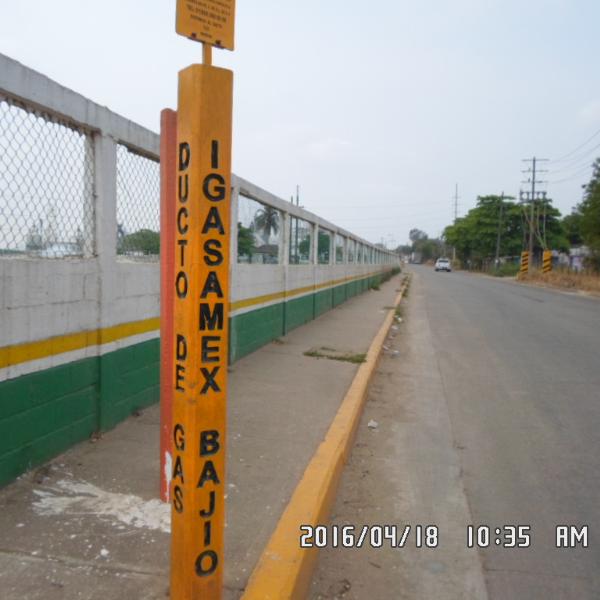 DUCTO DE GAS
IGASAMEX BAJIO
2016/04/18 10:35 AM